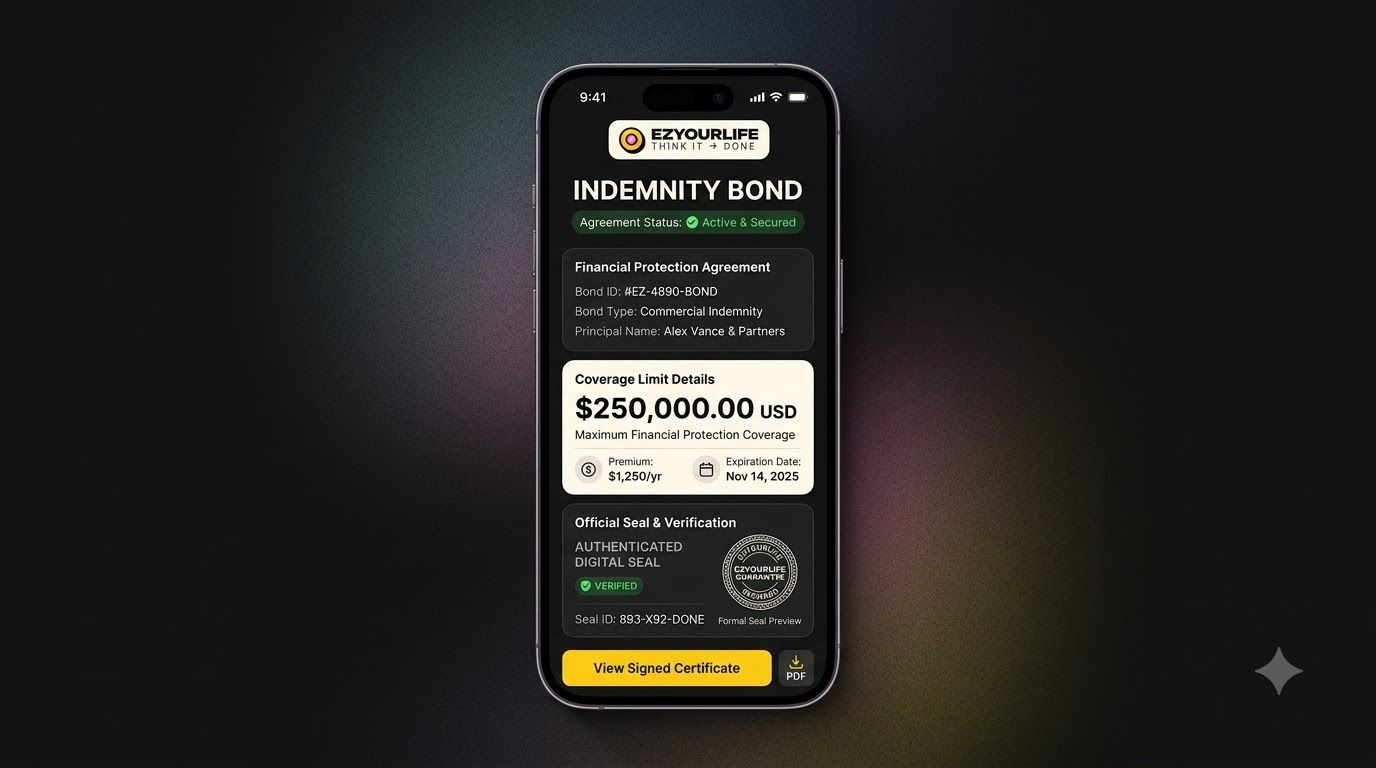 9:41
EZYOURLIFE
THINK IT → DONE
INDEMNITY BOND
Agreement Status: Active & Secured
Financial Protection Agreement
Bond ID: #EZ-4890-BOND
Bond Type: Commercial Indemnity
Principal Name: Alex Vance & Partners
Coverage Limit Details
$250,000.00 USD
Maximum Financial Protection Coverage
Premium:
$1,250/yr
Expiration Date:
Nov 14, 2025
Official Seal & Verification
AUTHENTICATED
DIGITAL SEAL
VERIFIED
Seal ID: 893-X92-DONE
CZYOURLIFE
Formal Seal Preview
View Signed Certificate
PDF